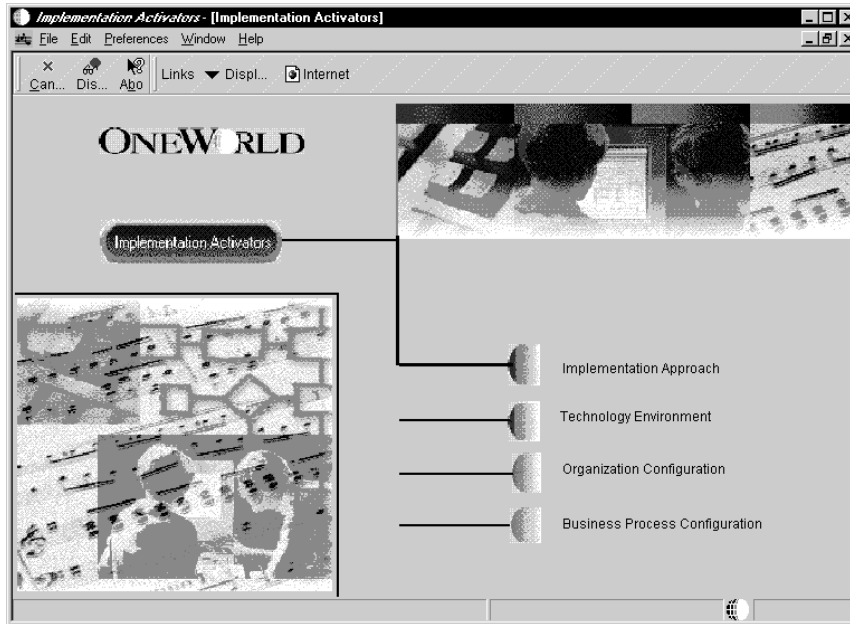 Implementation Activators - [Implementation Activators]
File Edit Preferences Window Help
Can... Dis... Abo Links Displ... Internet
ONEWORLD
Implementation Activators
Implementation Approach
Technology Environment
Organization Configuration
Business Process Configuration